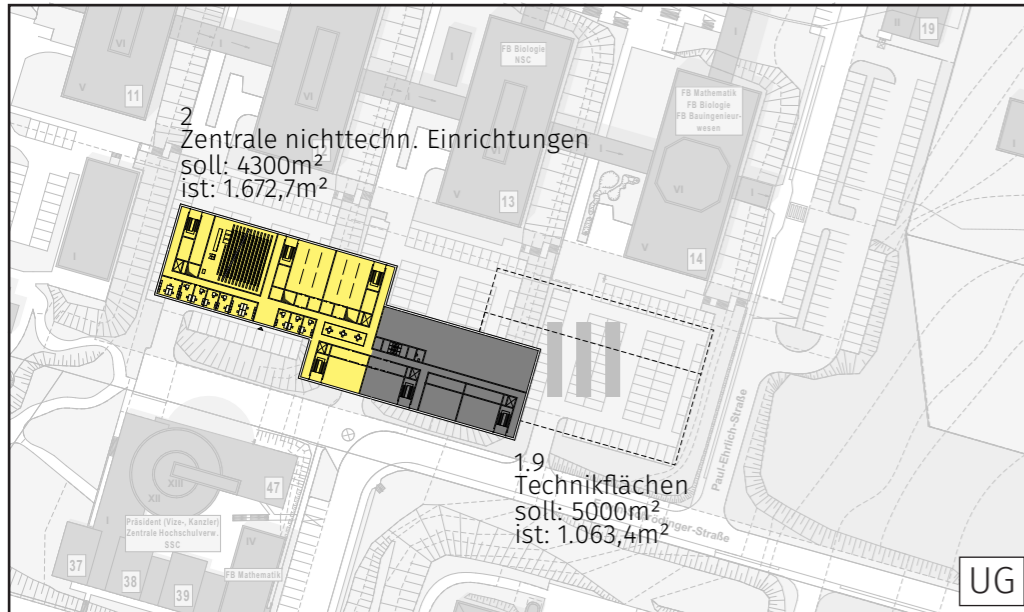 19
II
VI
I
VI
I
FB Biologie
NSC
V
11
FB Mathematik
FB Biologie
FB Bauingenieur-
wesen
2
Zentrale nichttechn. Einrichtungen
soll: 4300m²
ist: 1.672,7m²
I
I
VI
V
13
I
V
14
1.9
Technikflächen
soll: 5000m²
ist: 1.063,4m²
Paul-Ehrlich-Straße
XIII
XII
47
I
Präsident (Vize-, Kanzler)
Zentrale Hochschulverw.
SSC
IV
37
38
39
FB Mathematik
UG